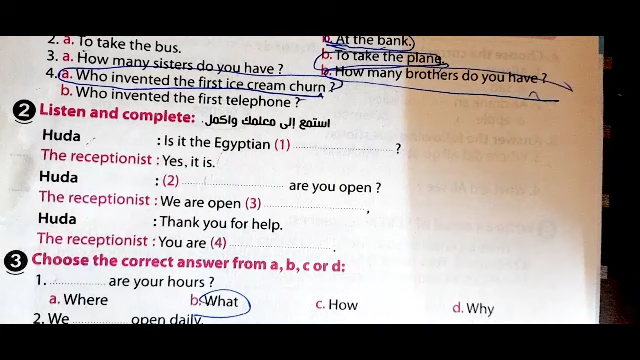 2. a. To take the bus. b. At the bank.
3. a. How many sisters do you have ? b. To take the plane.
4. a. Who invented the first ice cream churn ? b. How many brothers do you have ?
b. Who invented the first telephone ?
2 Listen and complete: استمع إلى معلمك وأكمل.
Huda : Is it the Egyptian (1) .................... ?
The receptionist : Yes, it is.
Huda : (2) .................... are you open ?
The receptionist : We are open (3) .................... .
Huda : Thank you for help.
The receptionist : You are (4) .................... .
3 Choose the correct answer from a, b, c or d:
1. .............. are your hours ?
a. Where b. What c. How d. Why
2. We .............. open daily.